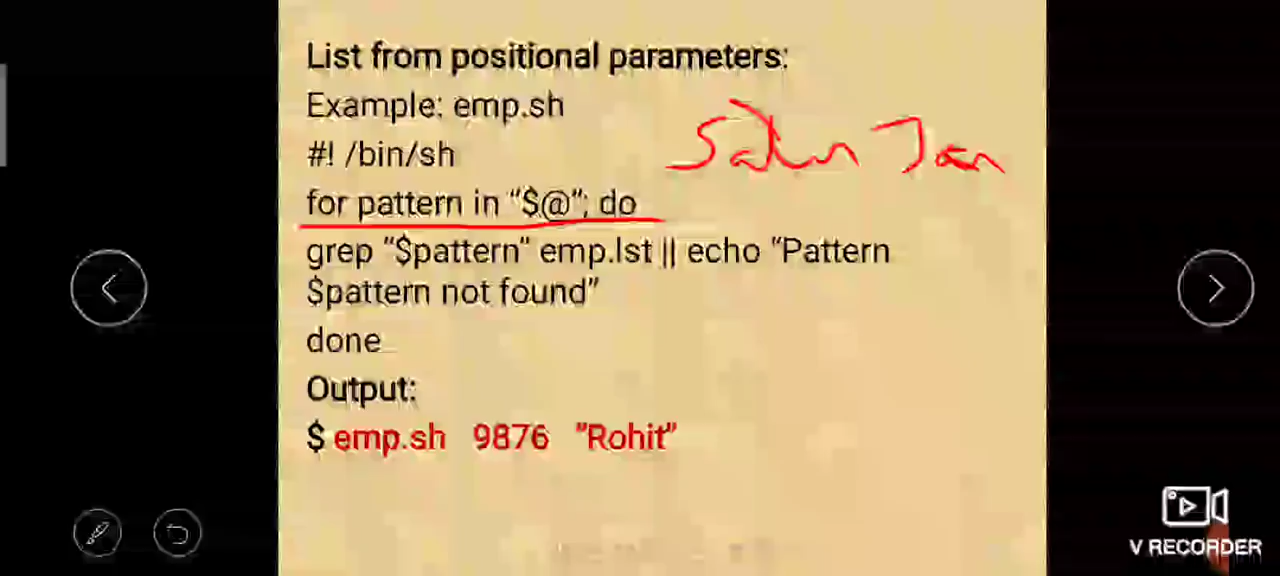 List from positional parameters:
Example: emp.sh
#! /bin/sh
for pattern in “$@”; do
grep “$pattern” emp.lst || echo “Pattern
$pattern not found”
done
Output:
$ emp.sh 9876 "Rohit"
V RECORDER